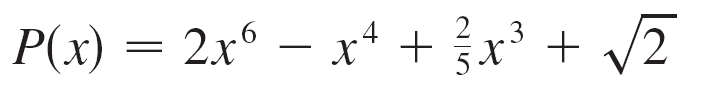 P(x) = 2x⁶ − x⁴ + ⅖x³ + √2